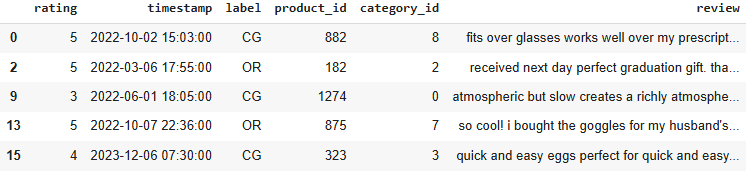 rating timestamp label product_id category_id review
0 5 2022-10-02 15:03:00 CG 882 8 fits over glasses works well over my prescript...
2 5 2022-03-06 17:55:00 OR 182 2 received next day perfect graduation gift. tha...
9 3 2022-06-01 18:05:00 CG 1274 0 atmospheric but slow creates a richly atmosphe...
13 5 2022-10-07 22:36:00 OR 875 7 so cool! i bought the goggles for my husband's...
15 4 2023-12-06 07:30:00 CG 323 3 quick and easy eggs perfect for quick and easy...